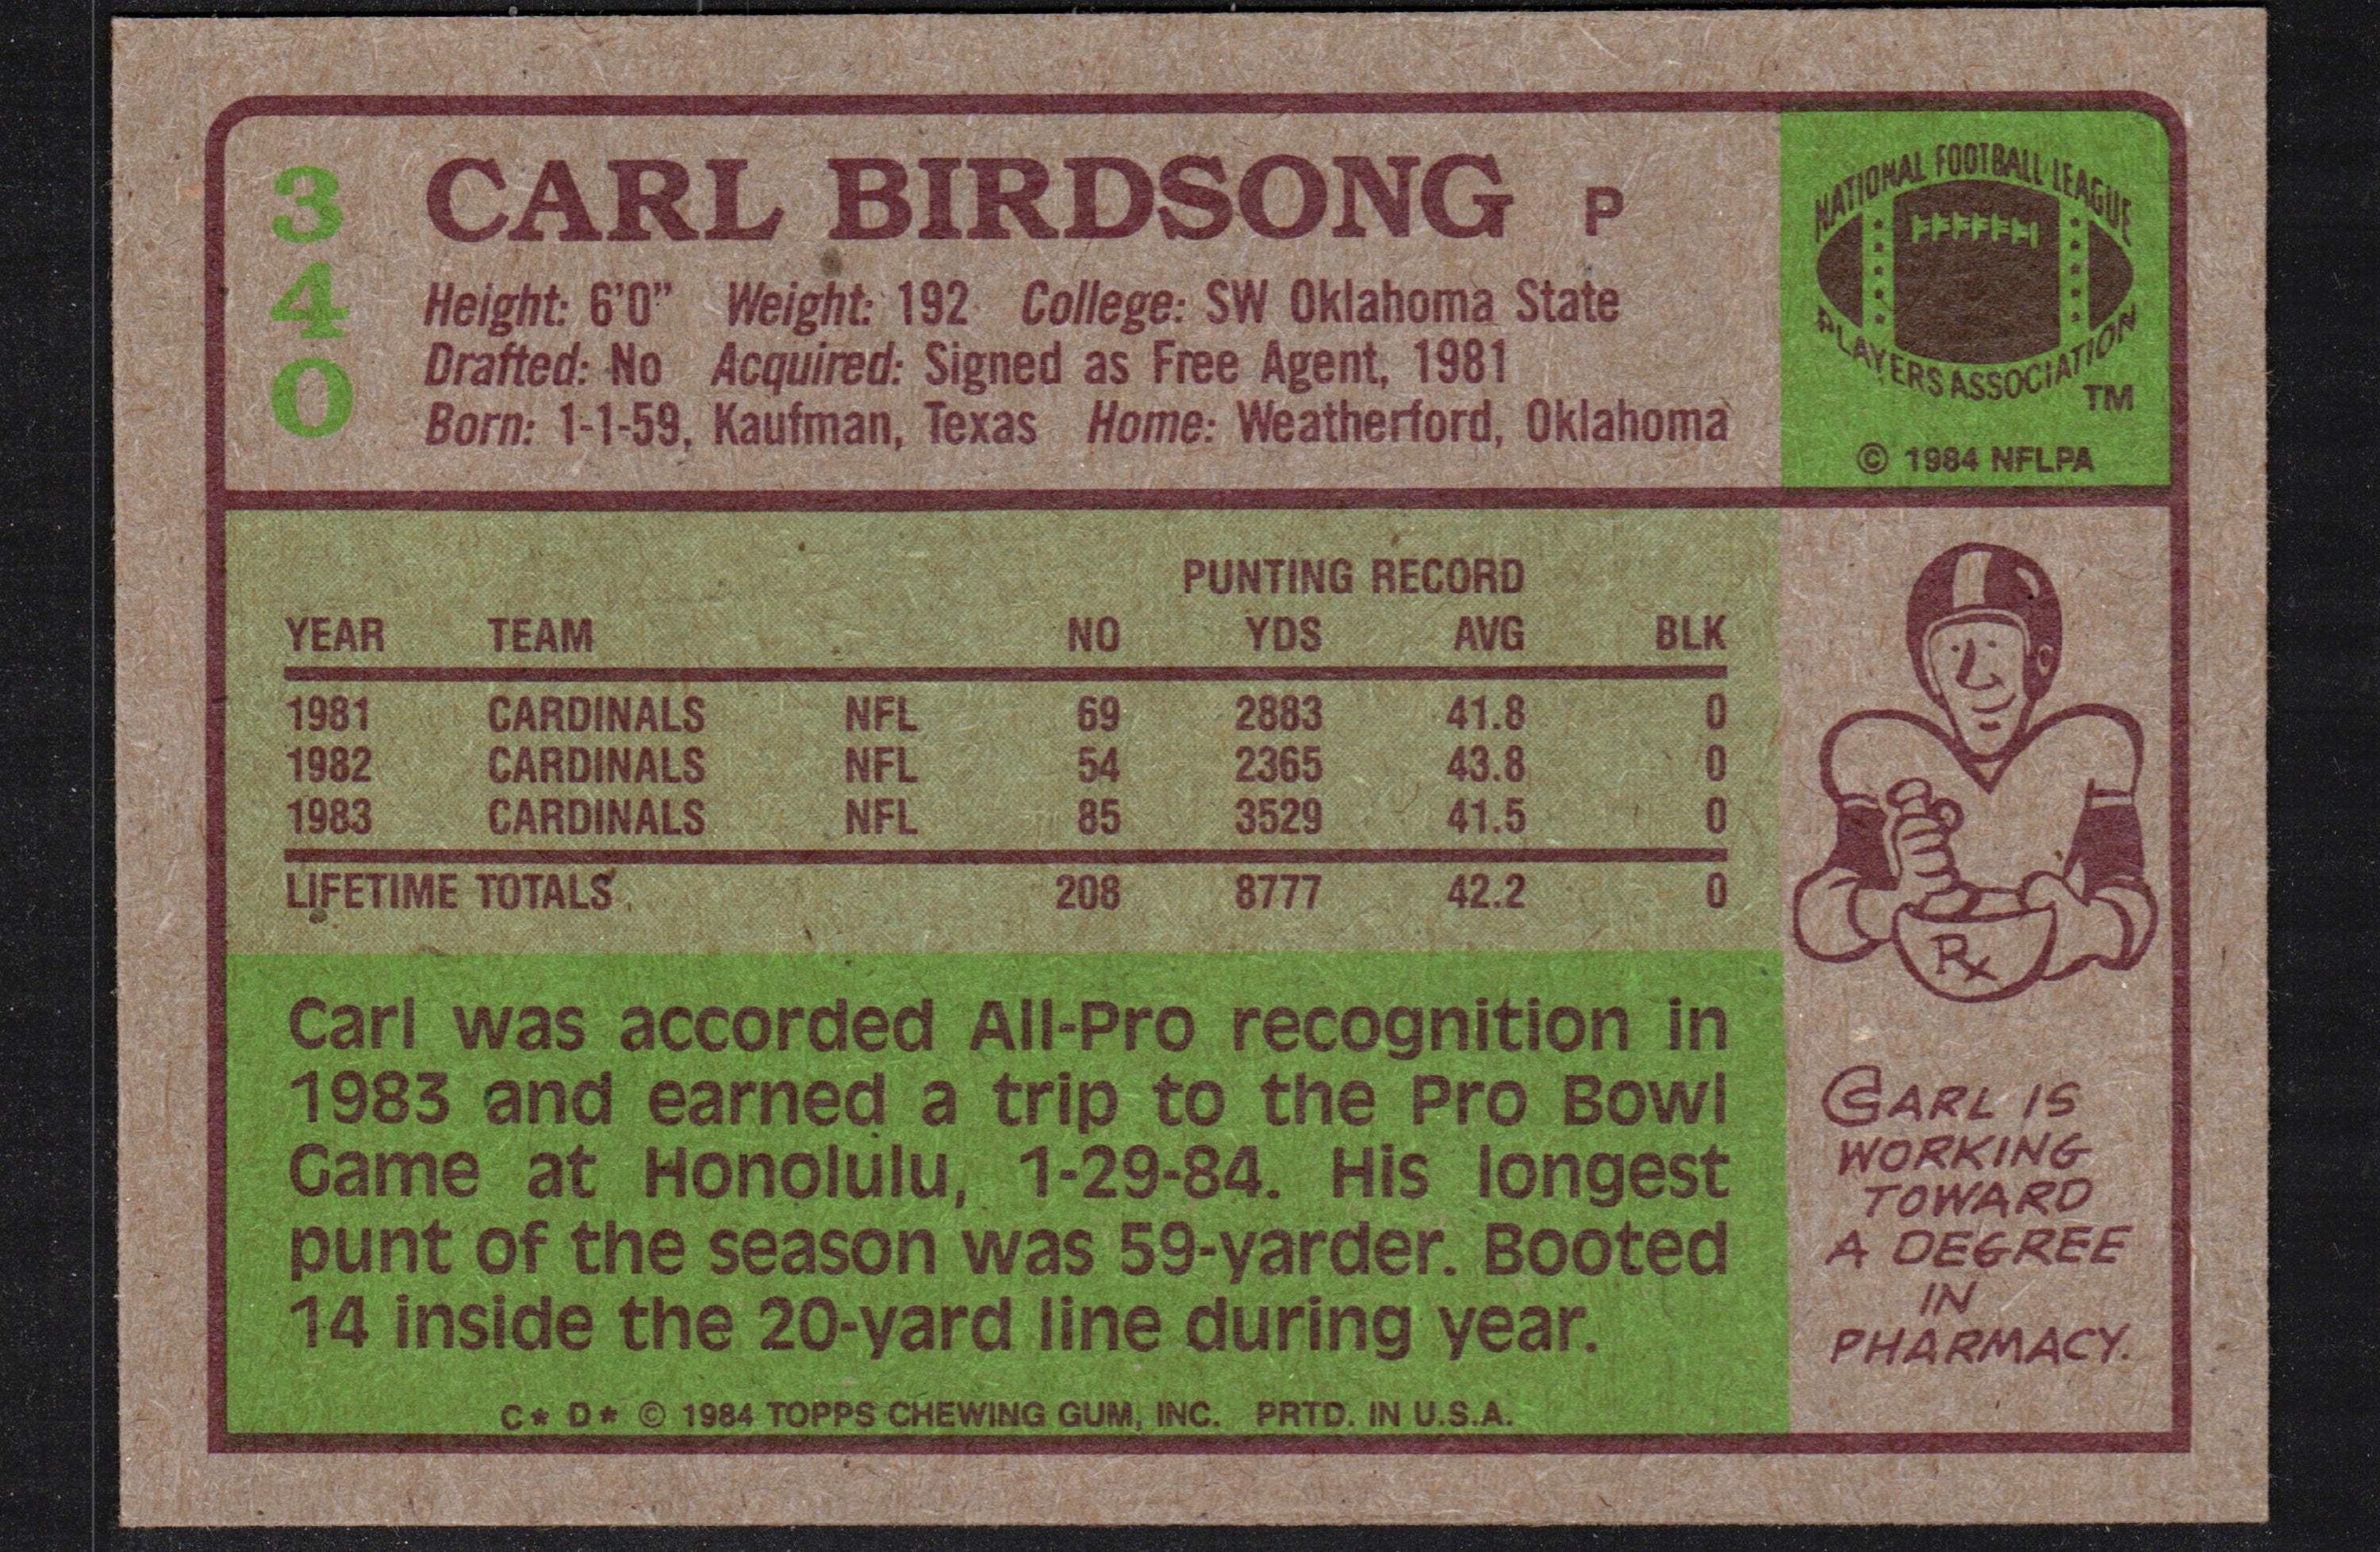 3
4
0
CARL BIRDSONG P
Height: 6'0" Weight: 192 College: SW Oklahoma State
Drafted: No Acquired: Signed as Free Agent, 1981
Born: 1-1-59, Kaufman, Texas Home: Weatherford, Oklahoma
NATIONAL FOOTBALL LEAGUE
PLAYERS ASSOCIATION
TM
© 1984 NFLPA
PUNTING RECORD
YEAR TEAM NO YDS AVG BLK
1981 CARDINALS NFL 69 2883 41.8 0
1982 CARDINALS NFL 54 2365 43.8 0
1983 CARDINALS NFL 85 3529 41.5 0
LIFETIME TOTALS 208 8777 42.2 0
Carl was accorded All-Pro recognition in
1983 and earned a trip to the Pro Bowl
Game at Honolulu, 1-29-84. His longest
punt of the season was 59-yarder. Booted
14 inside the 20-yard line during year.
C* D* © 1984 TOPPS CHEWING GUM, INC. PRTD. IN U.S.A.
Rx
CARL IS
WORKING
TOWARD
A DEGREE
IN
PHARMACY.